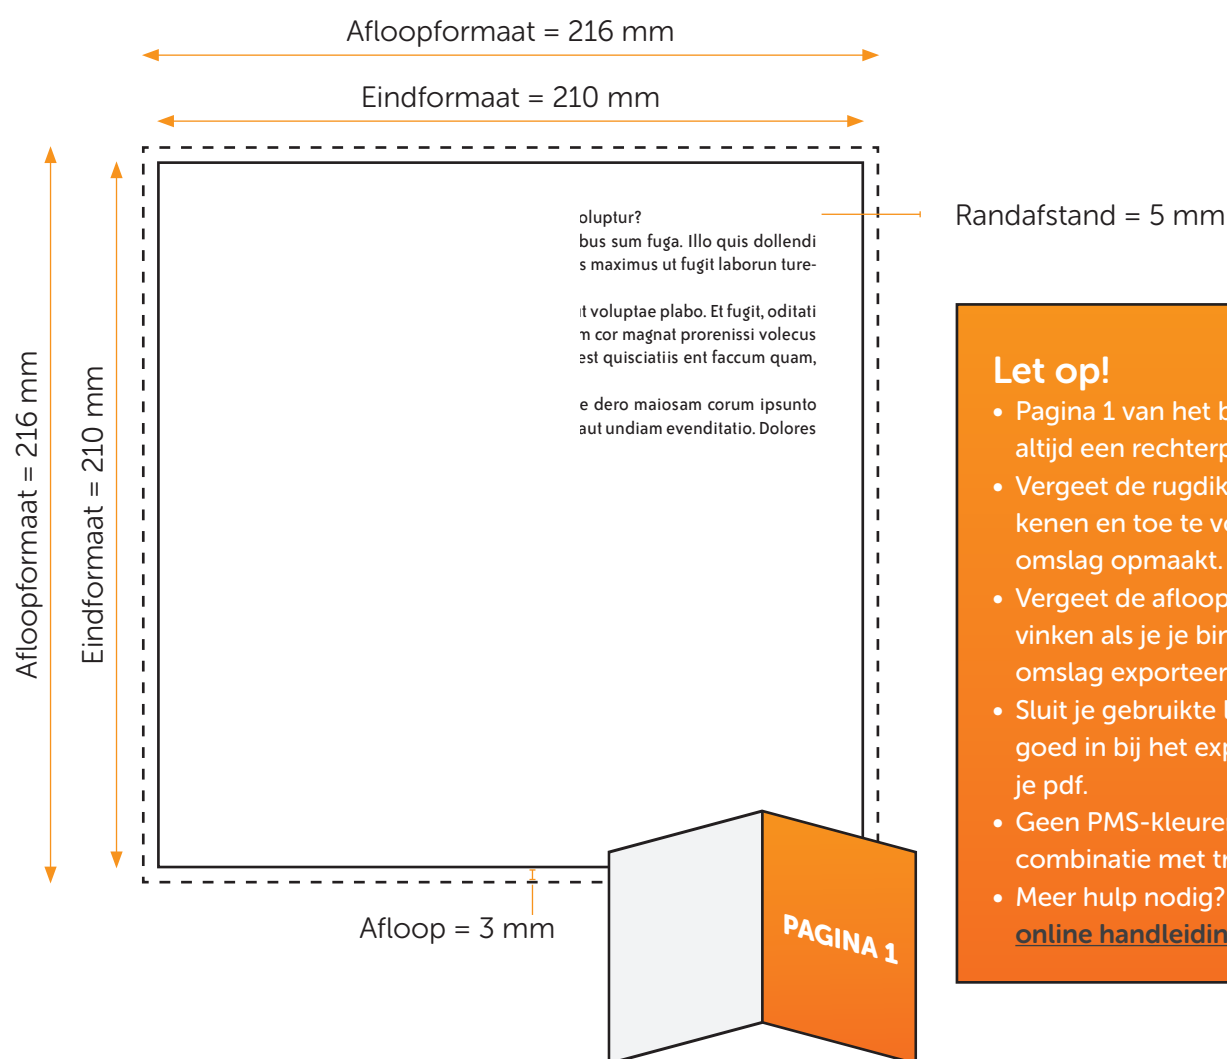 Afloopformaat = 216 mm
Eindformaat = 210 mm
Afloopformaat = 216 mm
Eindformaat = 210 mm
oluptur?
bus sum fuga. Illo quis dollendi
s maximus ut fugit laborun ture-
t voluptae plabo. Et fugit, oditati
m cor magnat prorenissi volecus
est quisciatiis ent faccum quam,
e dero maiosam corum ipsunto
aut undiam evenditatio. Dolores
Randafstand = 5 mm
Let op!
• Pagina 1 van het b
altijd een rechterp
• Vergeet de rugdik
kenen en toe te v
omslag opmaakt.
• Vergeet de afloop
vinken als je je bin
omslag exporteer
• Sluit je gebruikte
goed in bij het exp
je pdf.
• Geen PMS-kleure
combinatie met tr
• Meer hulp nodig?
online handleidin
Afloop = 3 mm
PAGINA 1